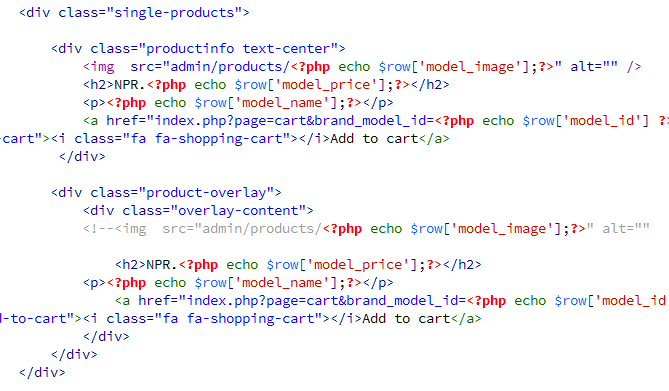 <div class="single-products">
<div class="productinfo text-center">
<img  src="admin/products/<?php echo $row['model_image'];?>" alt="" />
<h2>NPR.<?php echo $row['model_price'];?></h2>
<p><?php echo $row['model_name'];?></p>
<a href="index.php?page=cart&brand_model_id=<?php echo $row['model_id'] ?>
-cart"><i class="fa fa-shopping-cart"></i>Add to cart</a>
</div>
<div class="product-overlay">
<div class="overlay-content">
<!--<img  src="admin/products/<?php echo $row['model_image'];?>" alt=""
<h2>NPR.<?php echo $row['model_price'];?></h2>
<p><?php echo $row['model_name'];?></p>
<a href="index.php?page=cart&brand_model_id=<?php echo $row['model_id
d-to-cart"><i class="fa fa-shopping-cart"></i>Add to cart</a>
</div>
</div>
</div>